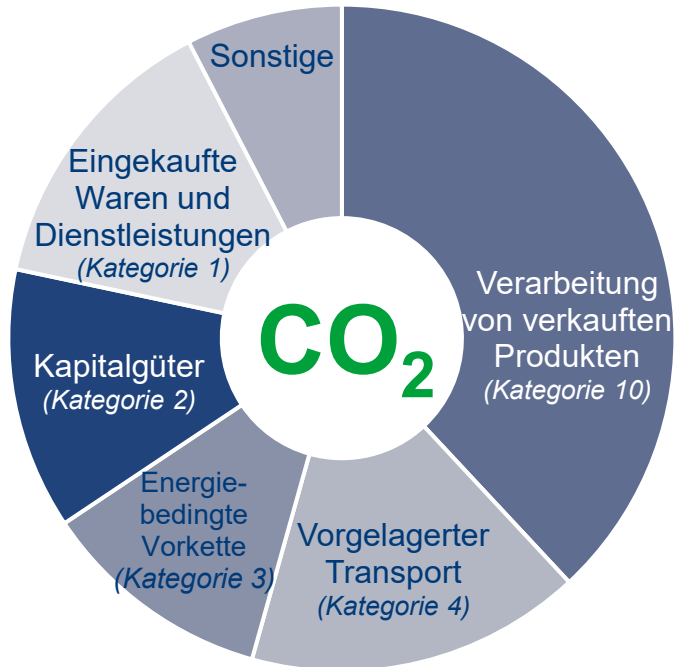 Sonstige
Eingekaufte
Waren und
Dienstleistungen
(Kategorie 1)
Verarbeitung
von verkauften
Produkten
(Kategorie 10)
CO₂
Kapitalgüter
(Kategorie 2)
Energie-
bedingte
Vorkette
(Kategorie 3)
Vorgelagerter
Transport
(Kategorie 4)